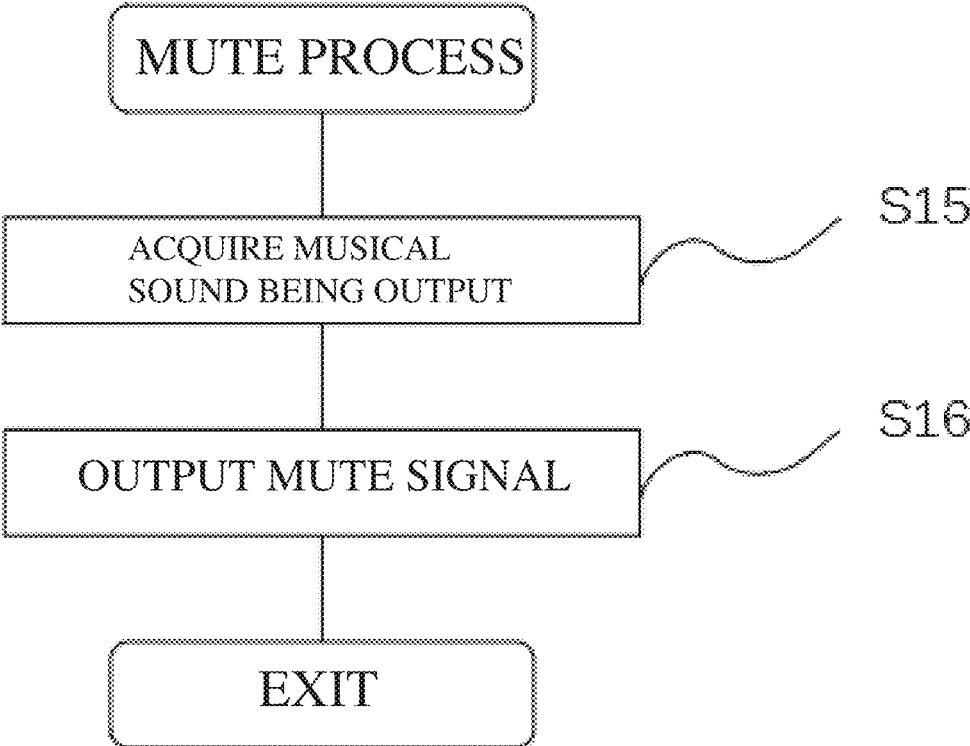 MUTE PROCESS
ACQUIRE MUSICAL
SOUND BEING OUTPUT
S15
OUTPUT MUTE SIGNAL
S16
EXIT